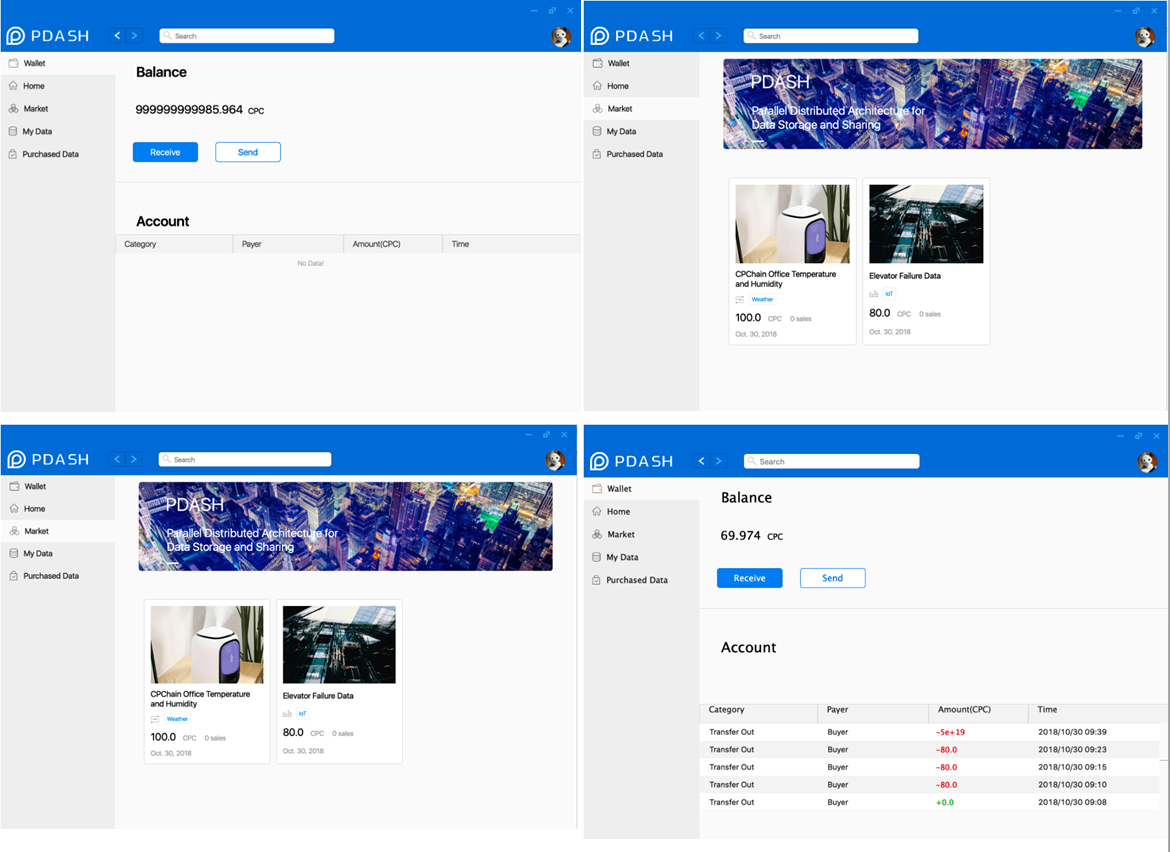 PDASH
Search
Wallet
Home
Market
My Data
Purchased Data
Balance
999999999985.964 CPC
Receive Send
Account
Category Payer Amount(CPC) Time
No Data!
PDASH
Search
Wallet
Home
Market
My Data
Purchased Data
PDASH
Parallel Distributed Architecture for
Data Storage and Sharing
CPChain Office Temperature
and Humidity
Weather
100.0 CPC 0 sales
Oct. 30, 2018
Elevator Failure Data
IoT
80.0 CPC 0 sales
Oct. 30, 2018
PDASH
Search
Wallet
Home
Market
My Data
Purchased Data
PDASH
Parallel Distributed Architecture for
Data Storage and Sharing
CPChain Office Temperature
and Humidity
Weather
100.0 CPC 0 sales
Oct. 30, 2018
Elevator Failure Data
IoT
80.0 CPC 0 sales
Oct. 30, 2018
PDASH
Search
Wallet
Home
Market
My Data
Purchased Data
Balance
69.974 CPC
Receive Send
Account
Category Payer Amount(CPC) Time
Transfer Out Buyer -5e+19 2018/10/30 09:39
Transfer Out Buyer -80.0 2018/10/30 09:23
Transfer Out Buyer -80.0 2018/10/30 09:15
Transfer Out Buyer -80.0 2018/10/30 09:10
Transfer Out Buyer +0.0 2018/10/30 09:08